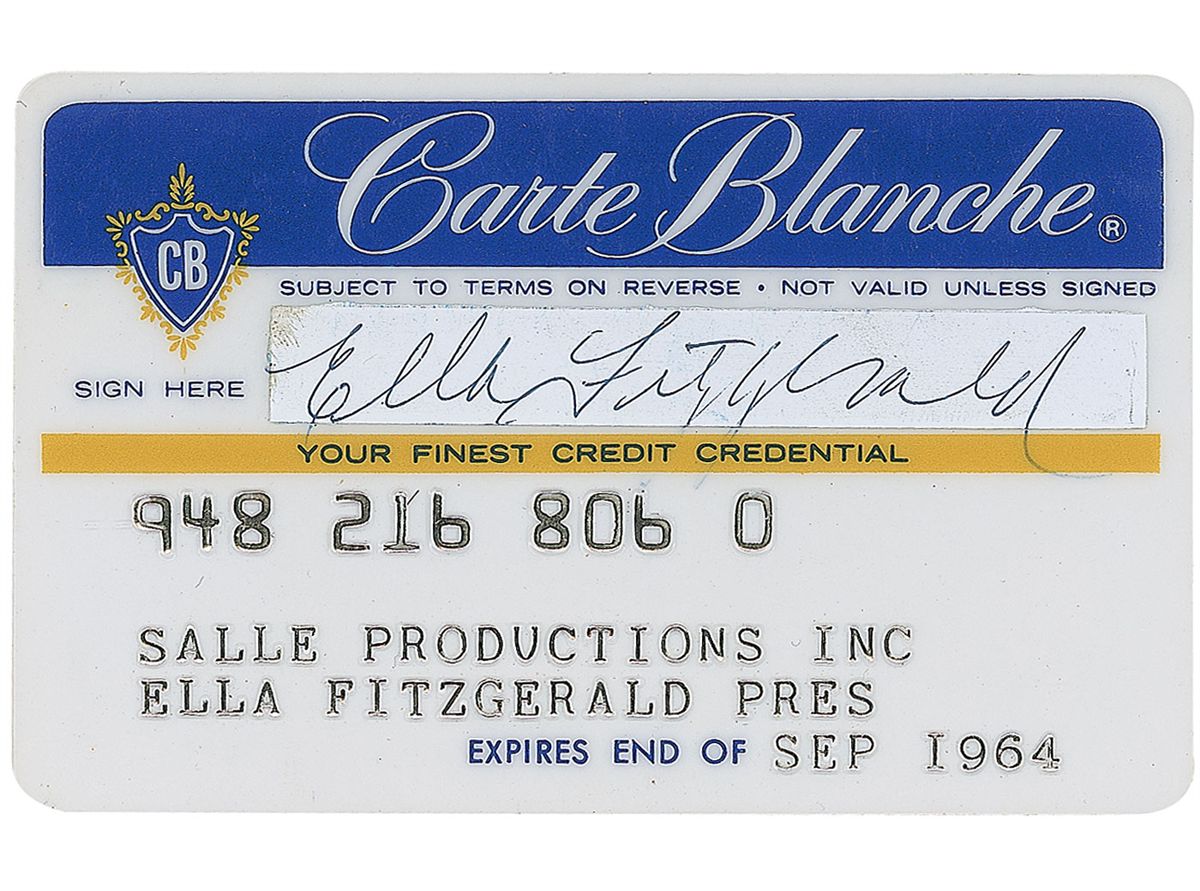 Carte Blanche®
CB
SUBJECT TO TERMS ON REVERSE • NOT VALID UNLESS SIGNED
SIGN HERE
Ella Fitzgerald
YOUR FINEST CREDIT CREDENTIAL
948 216 806 0
SALLE PRODUCTIONS INC
ELLA FITZGERALD PRES
EXPIRES END OF SEP 1964